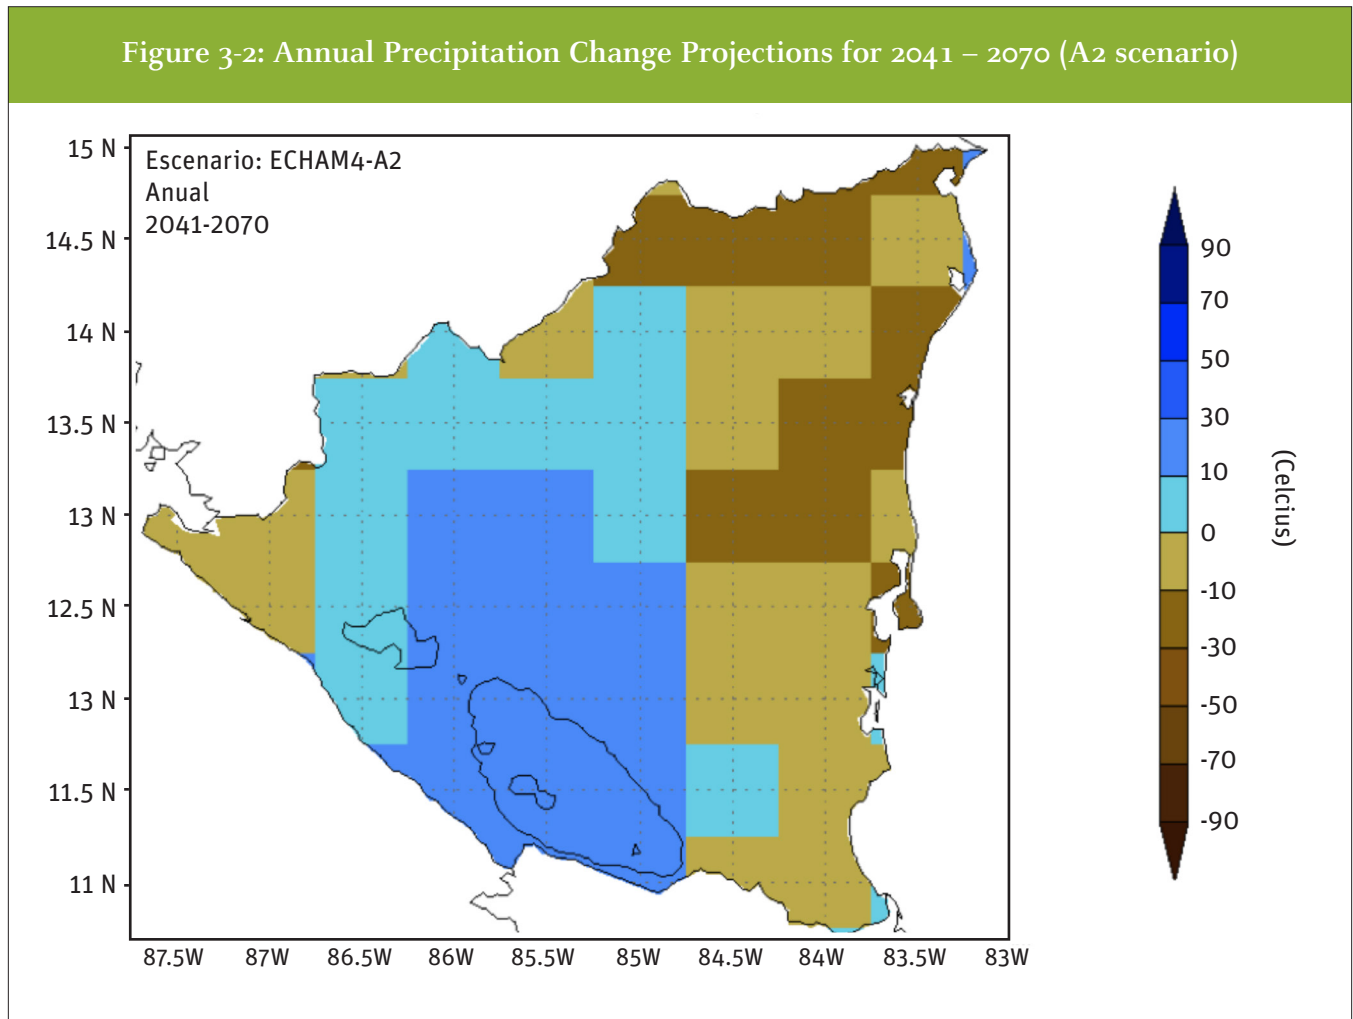 Figure 3-2: Annual Precipitation Change Projections for 2041 – 2070 (A2 scenario)
Escenario: ECHAM4-A2
Anual
2041-2070
15 N
14.5 N
14 N
13.5 N
13 N
12.5 N
13 N
11.5 N
11 N
87.5W 87W 86.5W 86W 85.5W 85W 84.5W 84W 83.5W 83W
90
70
50
30
10
0
-10
-30
-50
-70
-90
(Celcius)